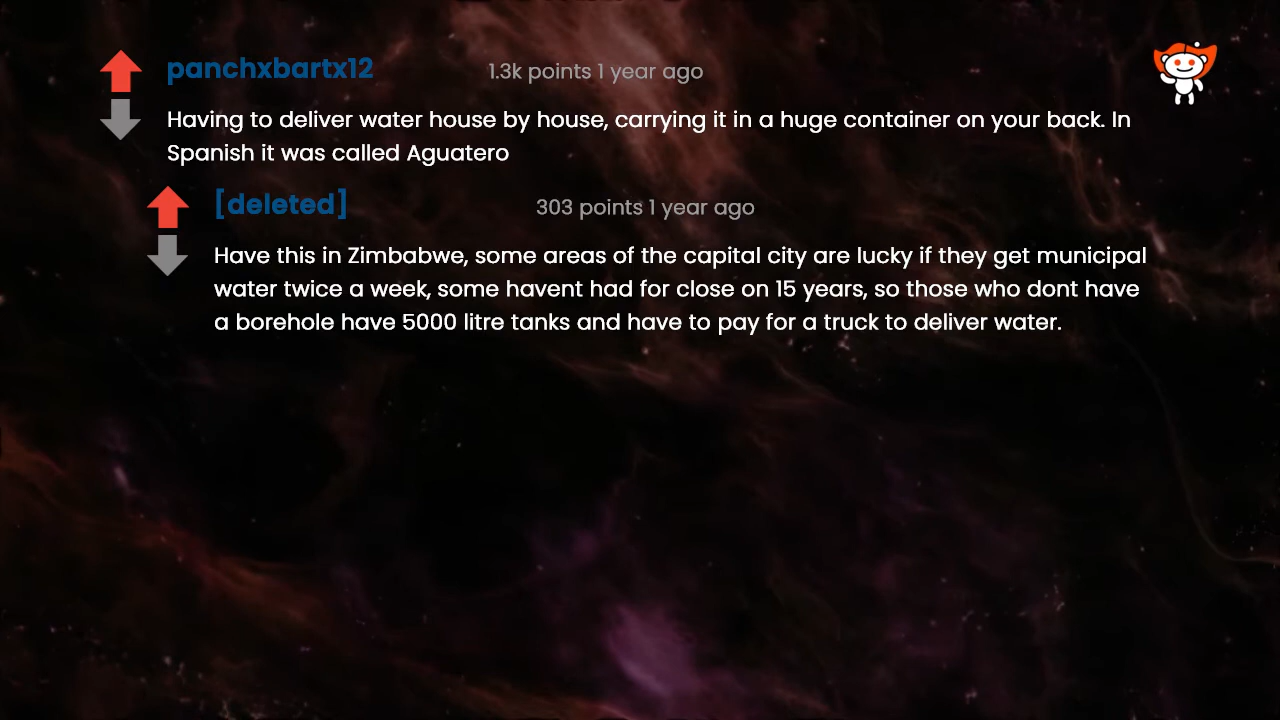 panchxbartx12 1.3k points 1 year ago
Having to deliver water house by house, carrying it in a huge container on your back. In
Spanish it was called Aguatero
[deleted] 303 points 1 year ago
Have this in Zimbabwe, some areas of the capital city are lucky if they get municipal
water twice a week, some havent had for close on 15 years, so those who dont have
a borehole have 5000 litre tanks and have to pay for a truck to deliver water.